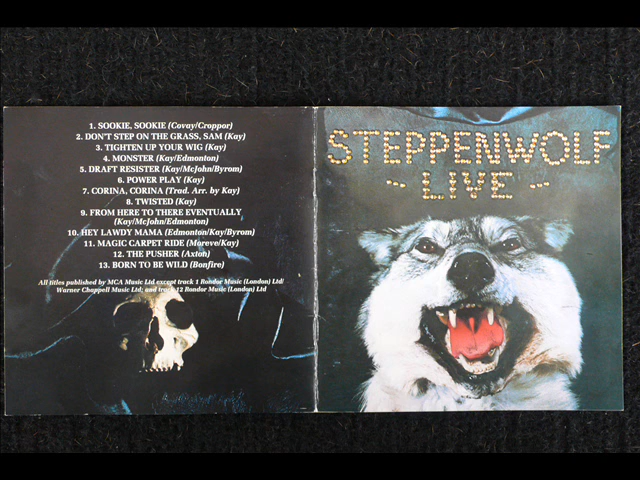 1. SOOKIE, SOOKIE (Covay/Cropper)
2. DON'T STEP ON THE GRASS, SAM (Kay)
3. TIGHTEN UP YOUR WIG (Kay)
4. MONSTER (Kay/Edmonton)
5. DRAFT RESISTER (Kay/McJohn/Byrom)
6. POWER PLAY (Kay)
7. CORINA, CORINA (Trad. Arr. by Kay)
8. TWISTED (Kay)
9. FROM HERE TO THERE EVENTUALLY
(Kay/McJohn/Edmonton)
10. HEY LAWDY MAMA (Edmonton/Kay/Byrom)
11. MAGIC CARPET RIDE (Moreve/Kay)
12. THE PUSHER (Axton)
13. BORN TO BE WILD (Bonfire)
All titles published by MCA Music Ltd except track 1 Rondor Music (London) Ltd/
Warner Chappell Music Ltd; and track 12 Rondor Music (London) Ltd
STEPPENWOLF
~ LIVE ~